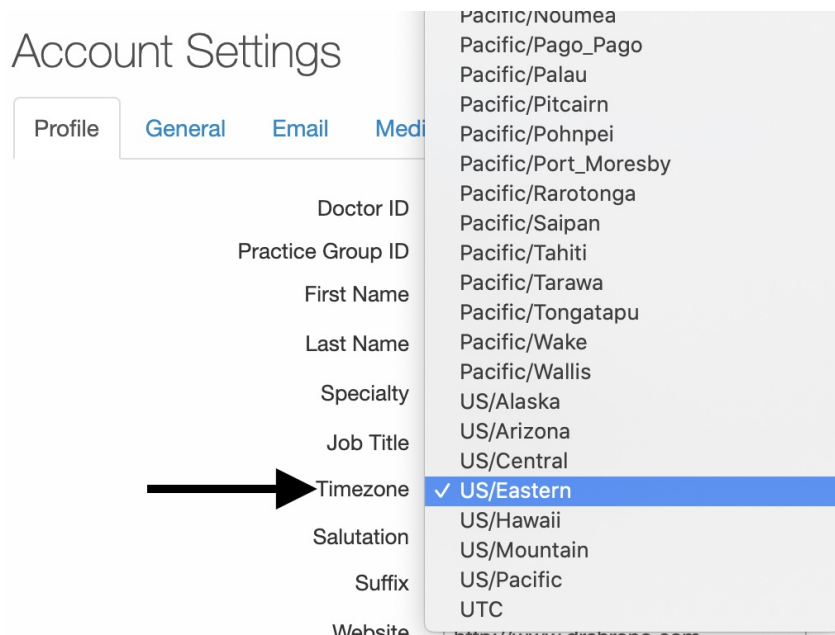 Account Settings
Profile General Email Medi
Doctor ID
Practice Group ID
First Name
Last Name
Specialty
Job Title
Timezone
Salutation
Suffix
Website
Pacific/Noumea
Pacific/Pago_Pago
Pacific/Palau
Pacific/Pitcairn
Pacific/Pohnpei
Pacific/Port_Moresby
Pacific/Rarotonga
Pacific/Saipan
Pacific/Tahiti
Pacific/Tarawa
Pacific/Tongatapu
Pacific/Wake
Pacific/Wallis
US/Alaska
US/Arizona
US/Central
✓ US/Eastern
US/Hawaii
US/Mountain
US/Pacific
UTC